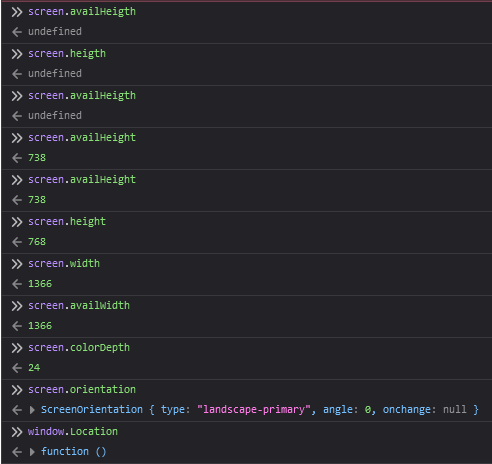 » screen.availHeigth
← undefined
» screen.heigth
← undefined
» screen.availHeigth
← undefined
» screen.availHeight
← 738
» screen.availHeight
← 738
» screen.height
← 768
» screen.width
← 1366
» screen.availWidth
← 1366
» screen.colorDepth
← 24
» screen.orientation
← ▶ ScreenOrientation { type: "landscape-primary", angle: 0, onchange: null }
» window.Location
← ▶ function ()